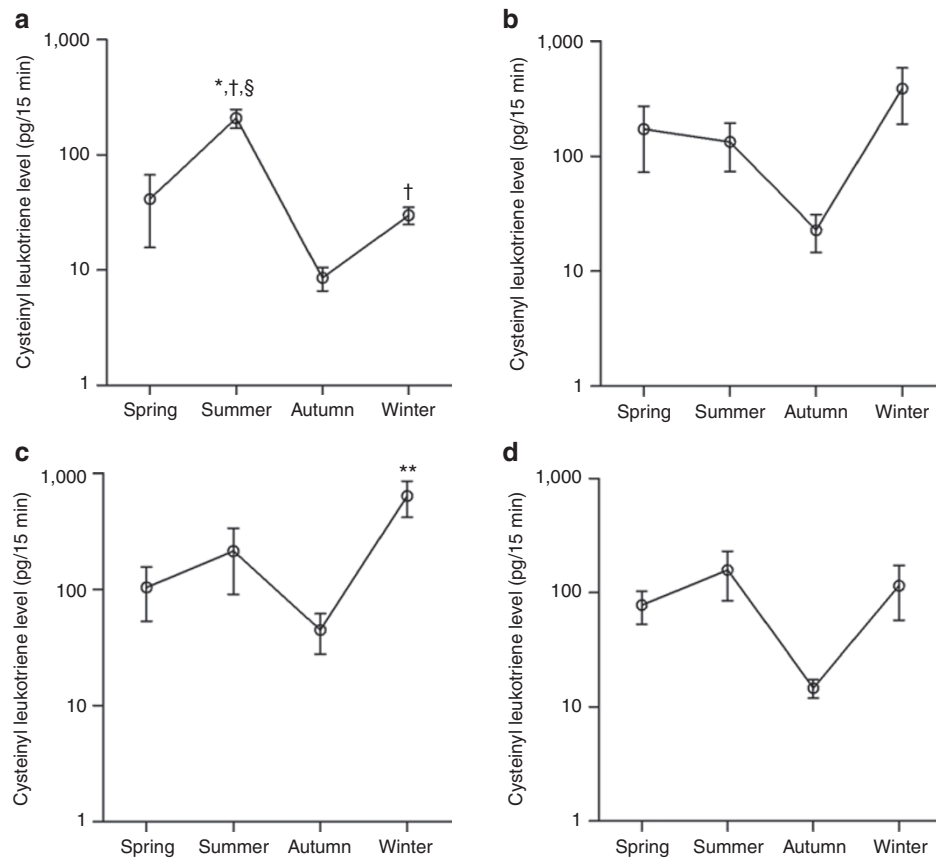 a
Cysteinyl leukotriene level (pg/15 min)
1,000
100
10
1
*,†,§
†
Spring Summer Autumn Winter
b
Cysteinyl leukotriene level (pg/15 min)
1,000
100
10
1
Spring Summer Autumn Winter
c
Cysteinyl leukotriene level (pg/15 min)
1,000
100
10
1
**
Spring Summer Autumn Winter
d
Cysteinyl leukotriene level (pg/15 min)
1,000
100
10
1
Spring Summer Autumn Winter